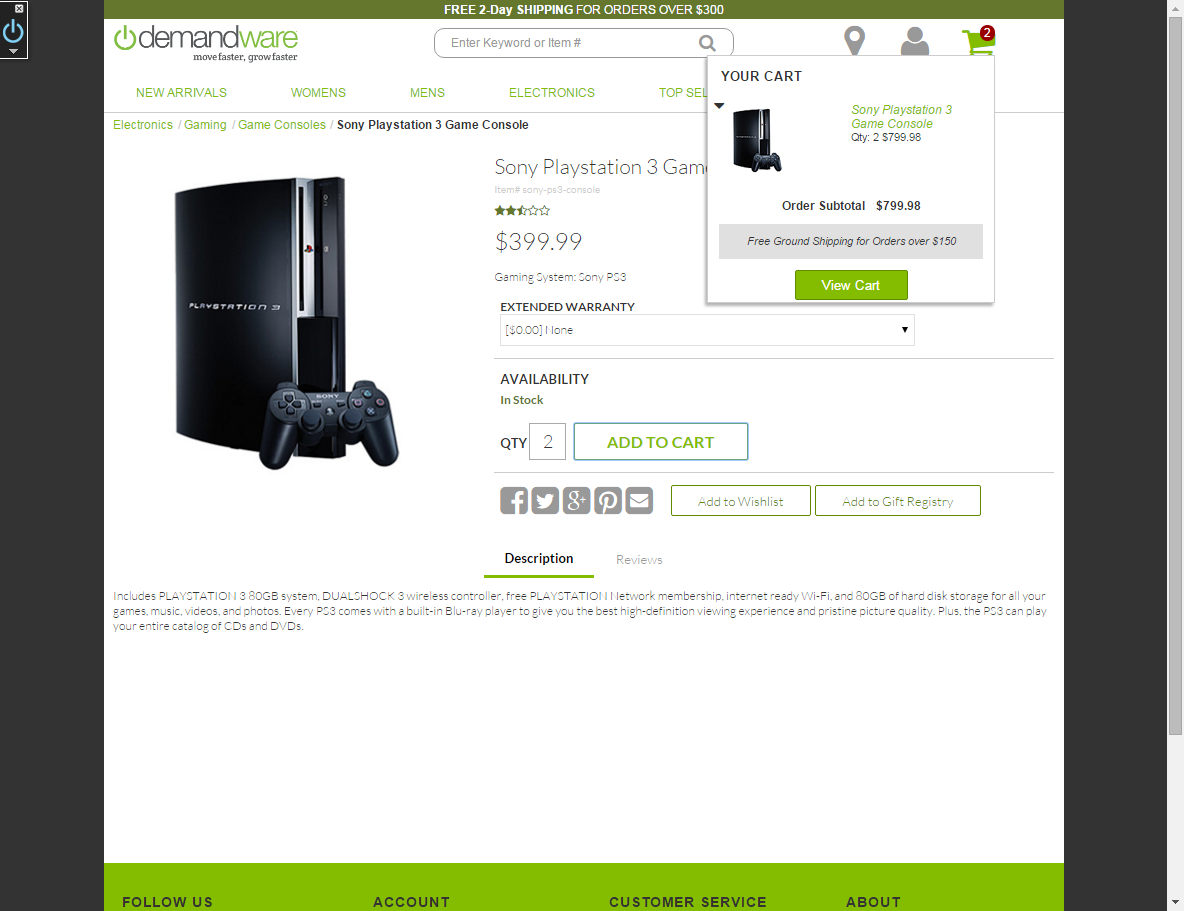 FREE 2-Day SHIPPING FOR ORDERS OVER $300
demandware
move faster, grow faster
Enter Keyword or Item #
2
NEW ARRIVALS
WOMENS
MENS
ELECTRONICS
TOP SEL
YOUR CART
Sony Playstation 3
Game Console
Qty: 2 $799.98
Order Subtotal $799.98
Free Ground Shipping for Orders over $150
View Cart
Electronics / Gaming / Game Consoles / Sony Playstation 3 Game Console
PLAYSTATION 3
SONY
Sony Playstation 3 Game
Item# sony-ps3-console
$399.99
Gaming System: Sony PS3
EXTENDED WARRANTY
[$0.00] None
AVAILABILITY
In Stock
QTY 2 ADD TO CART
Add to Wishlist
Add to Gift Registry
Description
Reviews
Includes PLAYSTATION 3 80GB system, DUALSHOCK 3 wireless controller, free PLAYSTATION Network membership, internet ready Wi-Fi, and 80GB of hard disk storage for all your
games, music, videos, and photos. Every PS3 comes with a built-in Blu-ray player to give you the best high-definition viewing experience and pristine picture quality. Plus, the PS3 can play
your entire catalog of CDs and DVDs.
FOLLOW US
ACCOUNT
CUSTOMER SERVICE
ABOUT